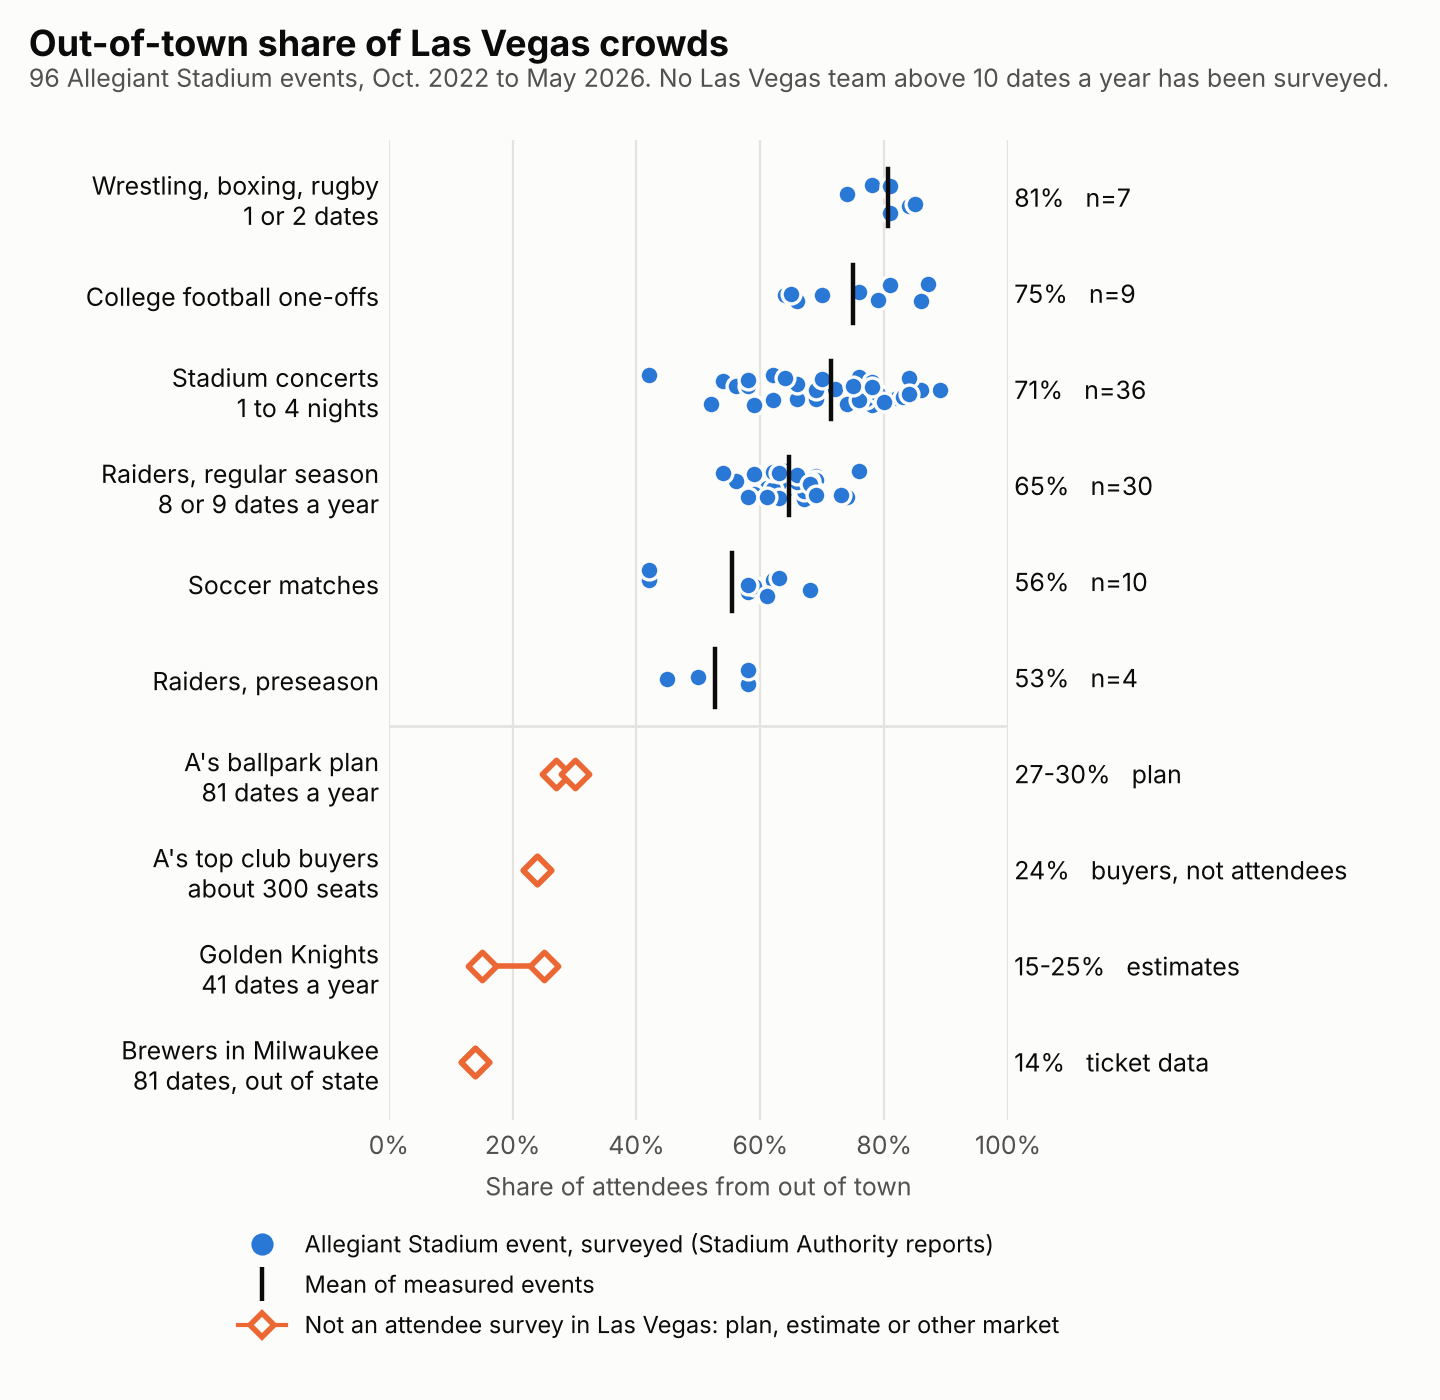 Out-of-town share of Las Vegas crowds
96 Allegiant Stadium events, Oct. 2022 to May 2026. No Las Vegas team above 10 dates a year has been surveyed.
Wrestling, boxing, rugby
1 or 2 dates
81% n=7
College football one-offs
75% n=9
Stadium concerts
1 to 4 nights
71% n=36
Raiders, regular season
8 or 9 dates a year
65% n=30
Soccer matches
56% n=10
Raiders, preseason
53% n=4
A's ballpark plan
81 dates a year
27-30% plan
A's top club buyers
about 300 seats
24% buyers, not attendees
Golden Knights
41 dates a year
15-25% estimates
Brewers in Milwaukee
81 dates, out of state
14% ticket data
0% 20% 40% 60% 80% 100%
Share of attendees from out of town
Allegiant Stadium event, surveyed (Stadium Authority reports)
Mean of measured events
Not an attendee survey in Las Vegas: plan, estimate or other market